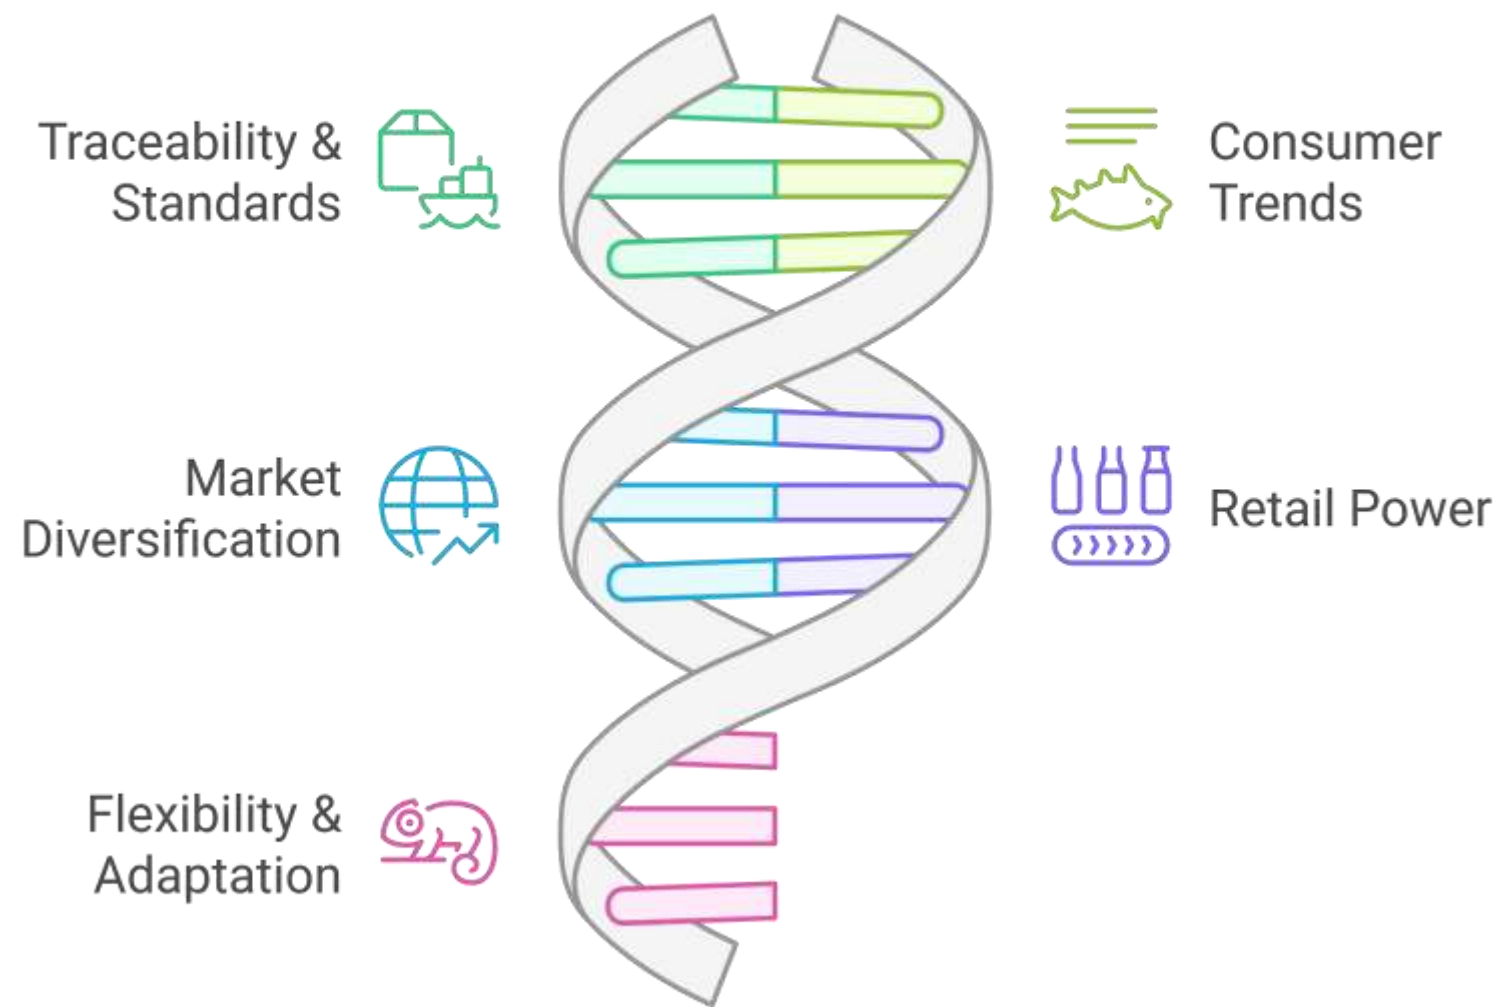 Traceability &
Standards
Consumer
Trends
Market
Diversification
Retail Power
Flexibility &
Adaptation